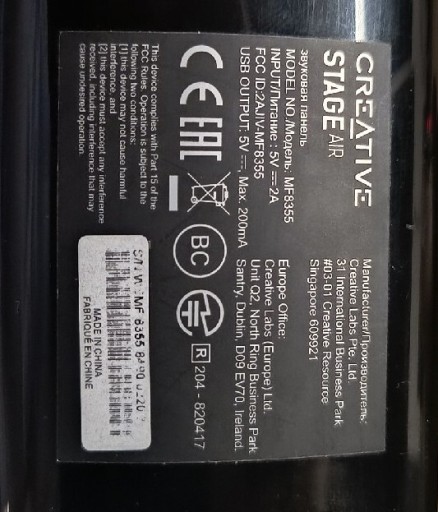 CREATIVE
STAGE AIR
звуковая панель
MODEL NO./Модель: MF8355
INPUT/Питание : 5V ⎓ 2A
FCC ID:2AJIV-MF8355
USB OUTPUT: 5V ⎓, Max. 200mA
CE EAC
This device complies with Part 15 of the
FCC Rules. Operation is subject to the
following two conditions:
[1] this device may not cause harmful
interference, and
[2] this device must accept any interference
received, including interference that may
cause undesired operation.
Manufacturer/Производитель:
Creative Labs Pte. Ltd
31 International Business Park
#03-01 Creative Resource
Singapore 609921
Europe Office:
Creative Labs (Europe) Ltd.
Unit Q2, North Ring Business Park
Santry, Dublin, D09 EV70, Ireland.
BC
R 204 - 820417
MADE IN CHINA
FABRIQUÉ EN CHINE